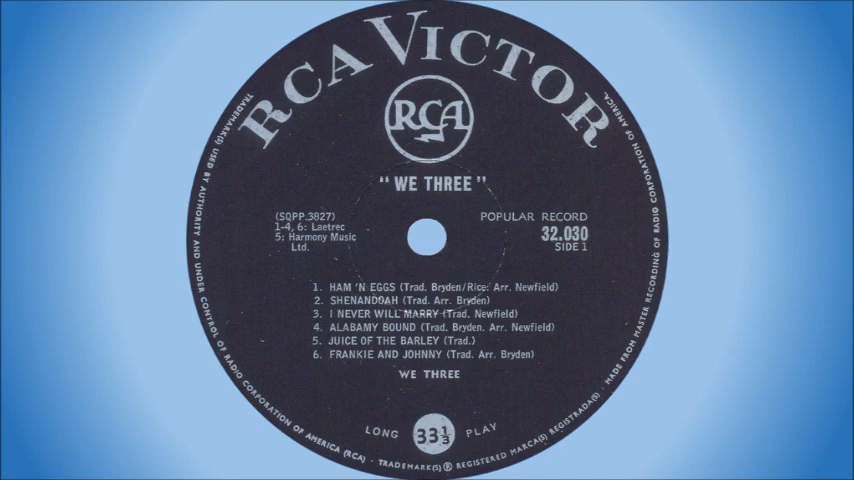 RCA VICTOR
RCA
" WE THREE "
(SQPP.3827)
1-4, 6: Laetrec
5: Harmony Music
Ltd.
POPULAR RECORD
32.030
SIDE 1
1. HAM 'N EGGS (Trad. Bryden/Rice: Arr. Newfield)
2. SHENANDOAH (Trad. Arr. Bryden)
3. I NEVER WILL MARRY (Trad. Newfield)
4. ALABAMY BOUND (Trad. Bryden. Arr. Newfield)
5. JUICE OF THE BARLEY (Trad.)
6. FRANKIE AND JOHNNY (Trad. Arr. Bryden)
WE THREE
LONG 33⅓ PLAY
TRADEMARK(S) USED BY AUTHORITY AND UNDER CONTROL OF RADIO CORPORATION OF AMERICA (RCA) · TRADEMARK(S) ® REGISTERED MARCA(S) REGISTRADA(S) · MADE FROM MASTER RECORDING OF RADIO CORPORATION OF AMERICA.